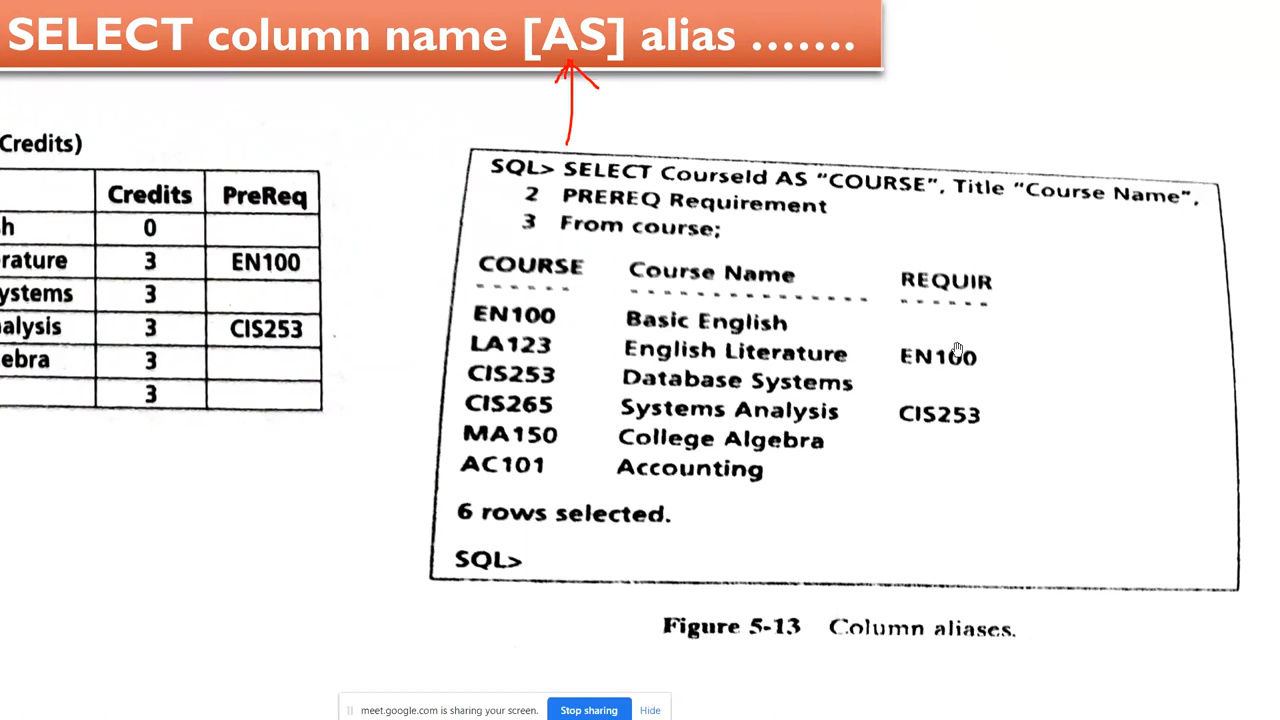 SELECT column name [AS] alias .......
Credits)
Credits PreReq
h 0
rature 3 EN100
ystems 3
nalysis 3 CIS253
ebra 3
3
SQL> SELECT CourseId AS “COURSE”, Title “Course Name”,
2 PREREQ Requirement
3 From course;
COURSE Course Name REQUIR
------ ---------------- ------
EN100 Basic English
LA123 English Literature EN100
CIS253 Database Systems
CIS265 Systems Analysis CIS253
MA150 College Algebra
AC101 Accounting
6 rows selected.
SQL>
Figure 5-13 Column aliases.
meet.google.com is sharing your screen. Stop sharing Hide